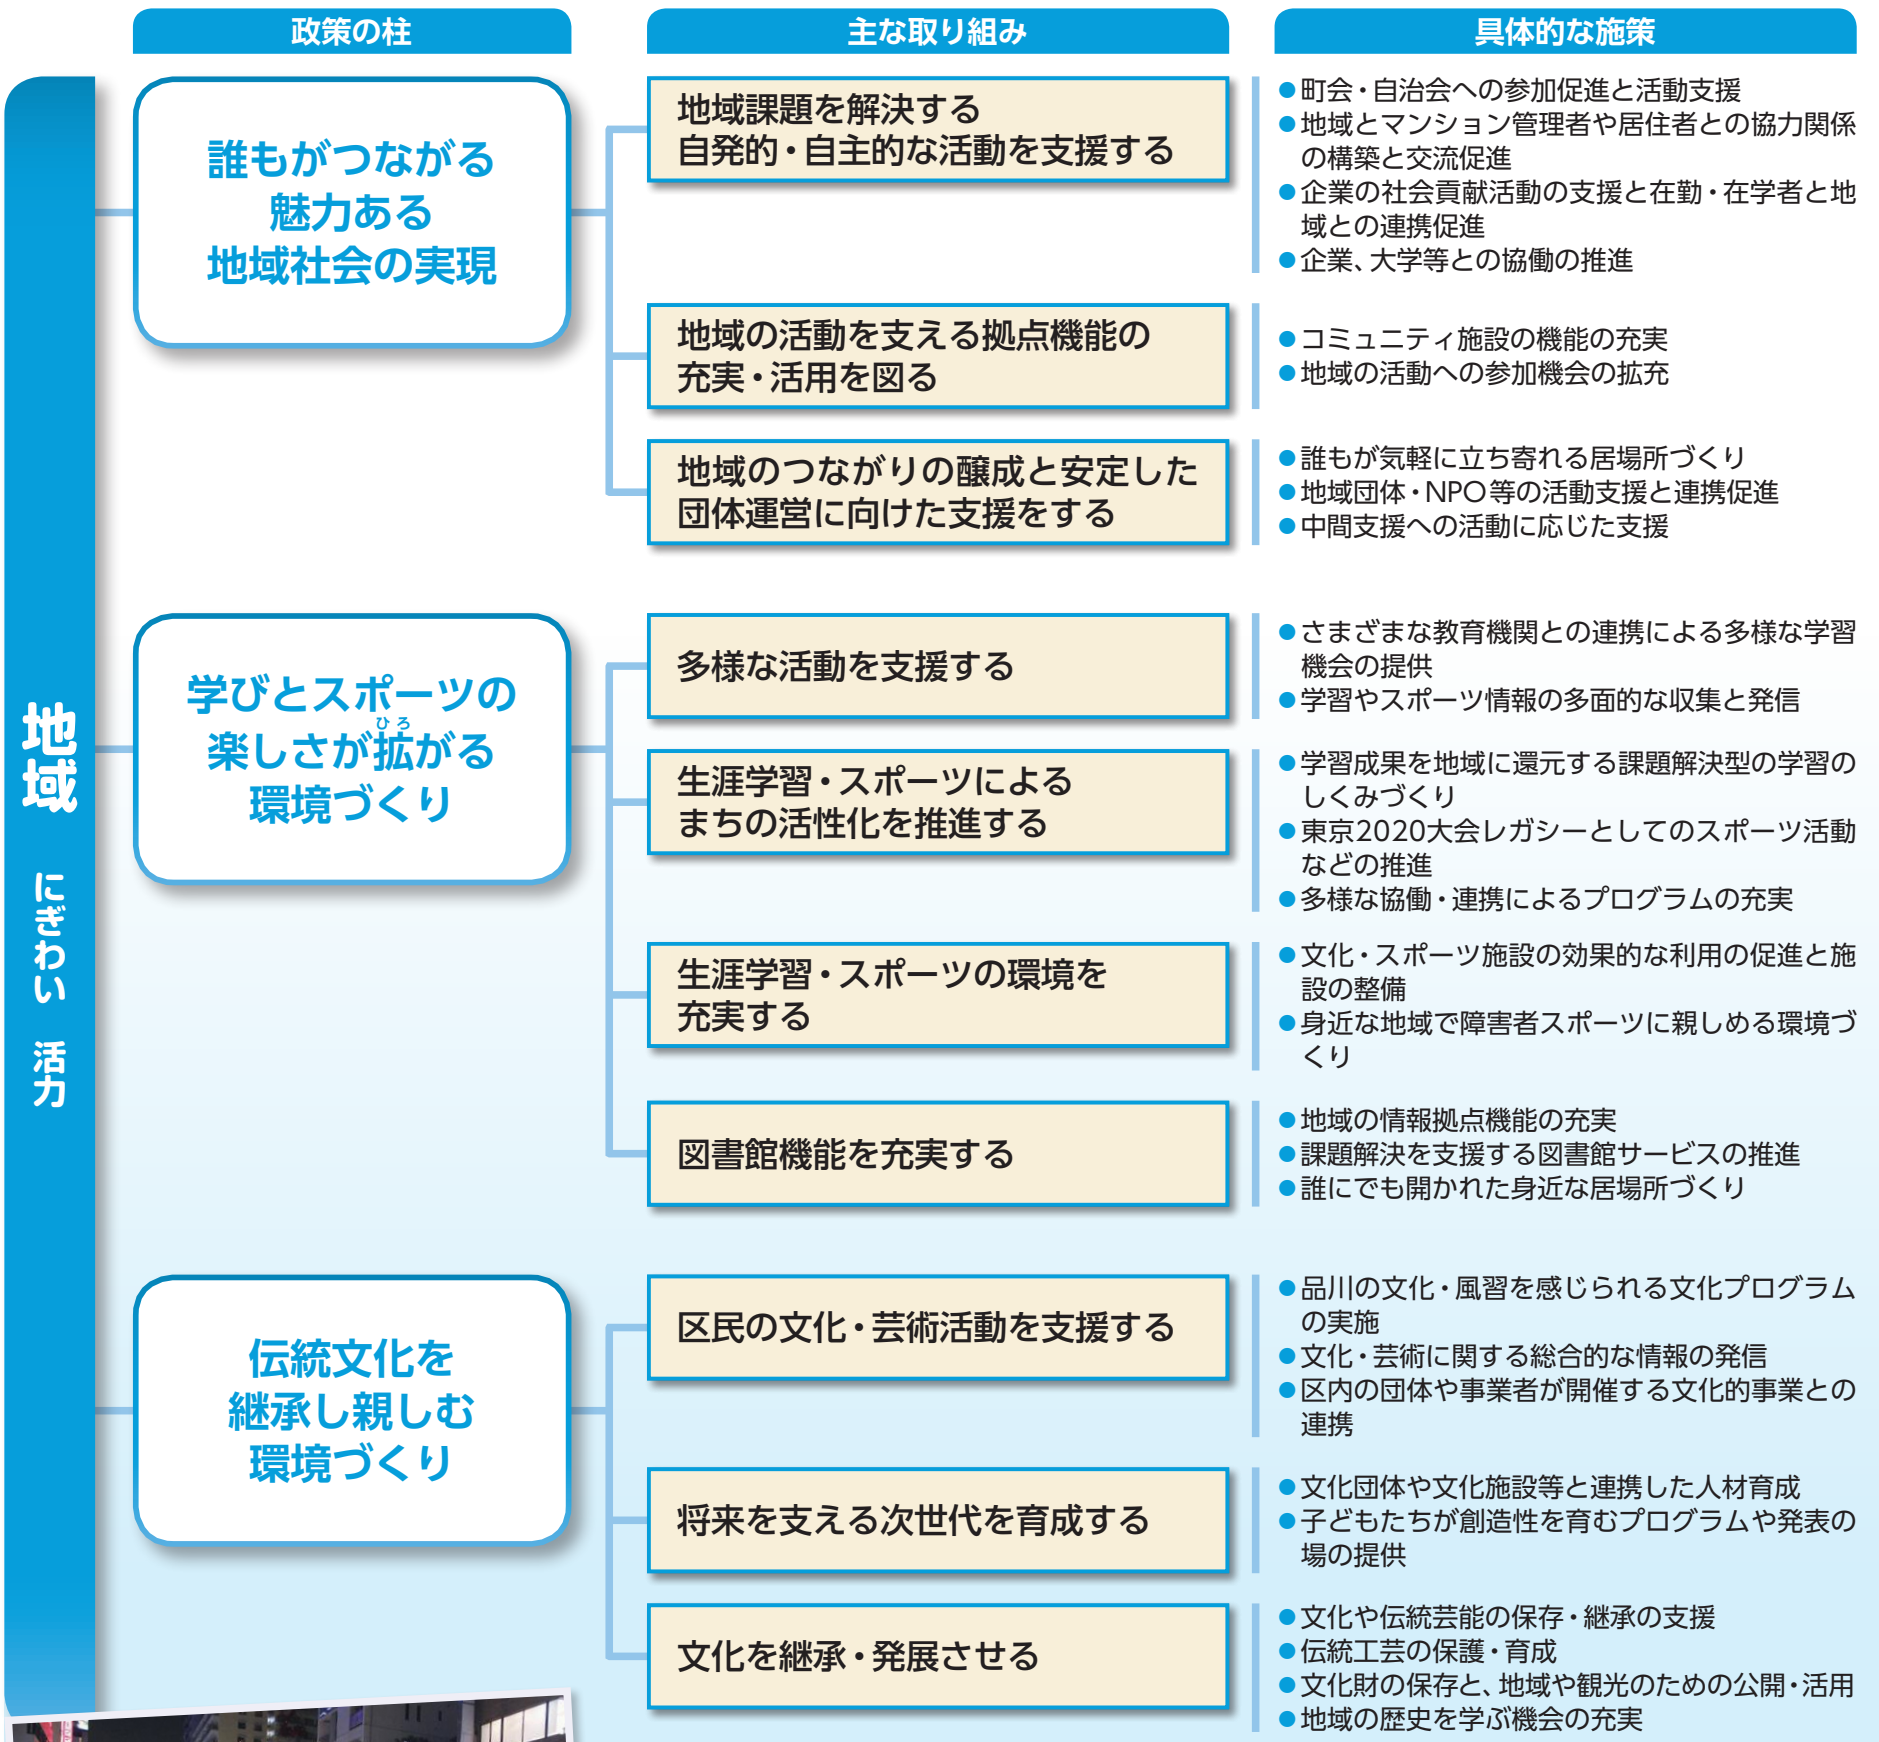 政策の柱
主な取り組み
具体的な施策
地域 にぎわい 活力
誰もがつながる
魅力ある
地域社会の実現
地域課題を解決する
自発的・自主的な活動を支援する
●町会・自治会への参加促進と活動支援
●地域とマンション管理者や居住者との協力関係
の構築と交流促進
●企業の社会貢献活動の支援と在勤・在学者と地
域との連携促進
●企業、大学等との協働の推進
地域の活動を支える拠点機能の
充実・活用を図る
●コミュニティ施設の機能の充実
●地域の活動への参加機会の拡充
地域のつながりの醸成と安定した
団体運営に向けた支援をする
●誰もが気軽に立ち寄れる居場所づくり
●地域団体・NPO等の活動支援と連携促進
●中間支援への活動に応じた支援
学びとスポーツの
ひろ
楽しさが拡がる
環境づくり
多様な活動を支援する
●さまざまな教育機関との連携による多様な学習
機会の提供
●学習やスポーツ情報の多面的な収集と発信
生涯学習・スポーツによる
まちの活性化を推進する
●学習成果を地域に還元する課題解決型の学習の
しくみづくり
●東京2020大会レガシーとしてのスポーツ活動
などの推進
●多様な協働・連携によるプログラムの充実
生涯学習・スポーツの環境を
充実する
●文化・スポーツ施設の効果的な利用の促進と施
設の整備
●身近な地域で障害者スポーツに親しめる環境づ
くり
図書館機能を充実する
●地域の情報拠点機能の充実
●課題解決を支援する図書館サービスの推進
●誰にでも開かれた身近な居場所づくり
伝統文化を
継承し親しむ
環境づくり
区民の文化・芸術活動を支援する
●品川の文化・風習を感じられる文化プログラム
の実施
●文化・芸術に関する総合的な情報の発信
●区内の団体や事業者が開催する文化的事業との
連携
将来を支える次世代を育成する
●文化団体や文化施設等と連携した人材育成
●子どもたちが創造性を育むプログラムや発表の
場の提供
文化を継承・発展させる
●文化や伝統芸能の保存・継承の支援
●伝統工芸の保護・育成
●文化財の保存と、地域や観光のための公開・活用
●地域の歴史を学ぶ機会の充実